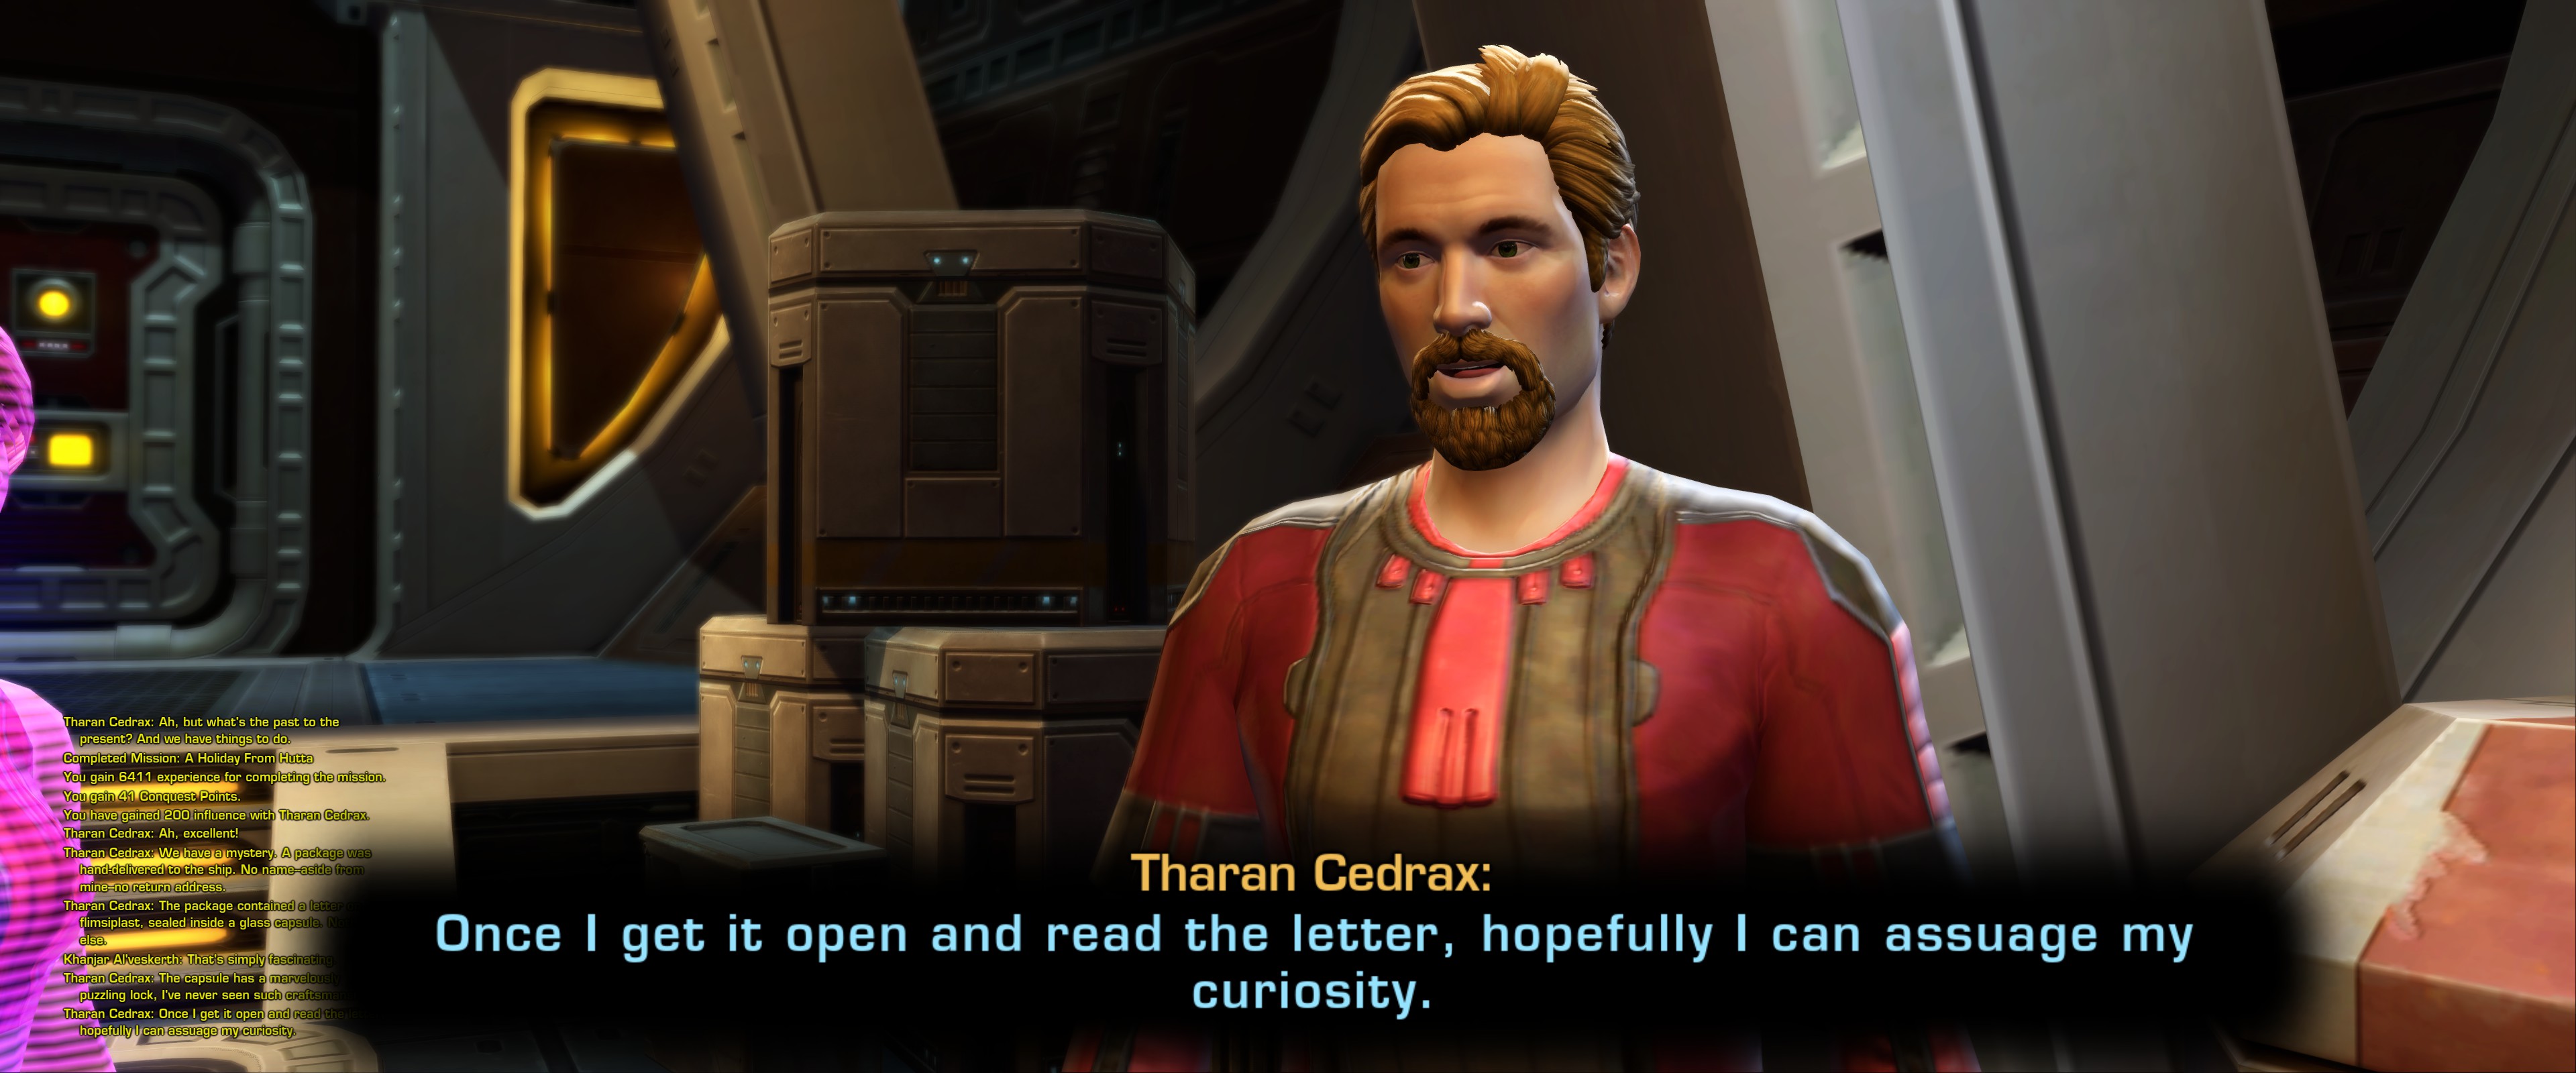 Tharan Cedrax: Ah, but what's the past to the
present? And we have things to do.
Completed Mission: A Holiday From Hutta
You gain 6411 experience for completing the mission.
You gain 41 Conquest Points.
You have gained 200 influence with Tharan Cedrax.
Tharan Cedrax: Ah, excellent!
Tharan Cedrax: We have a mystery. A package was
hand-delivered to the ship. No name-aside from
mine-no return address.
Tharan Cedrax: The package contained a letter
flimsiplast, sealed inside a glass capsule.
else.
Khanjar Al'veskerth: That's simply fascinating.
Tharan Cedrax: The capsule has a marvelously
puzzling lock, I've never seen such
Tharan Cedrax: Once I get it open and read the
hopefully I can assuage my curiosity.
Tharan Cedrax:
Once I get it open and read the letter, hopefully I can assuage my
curiosity.